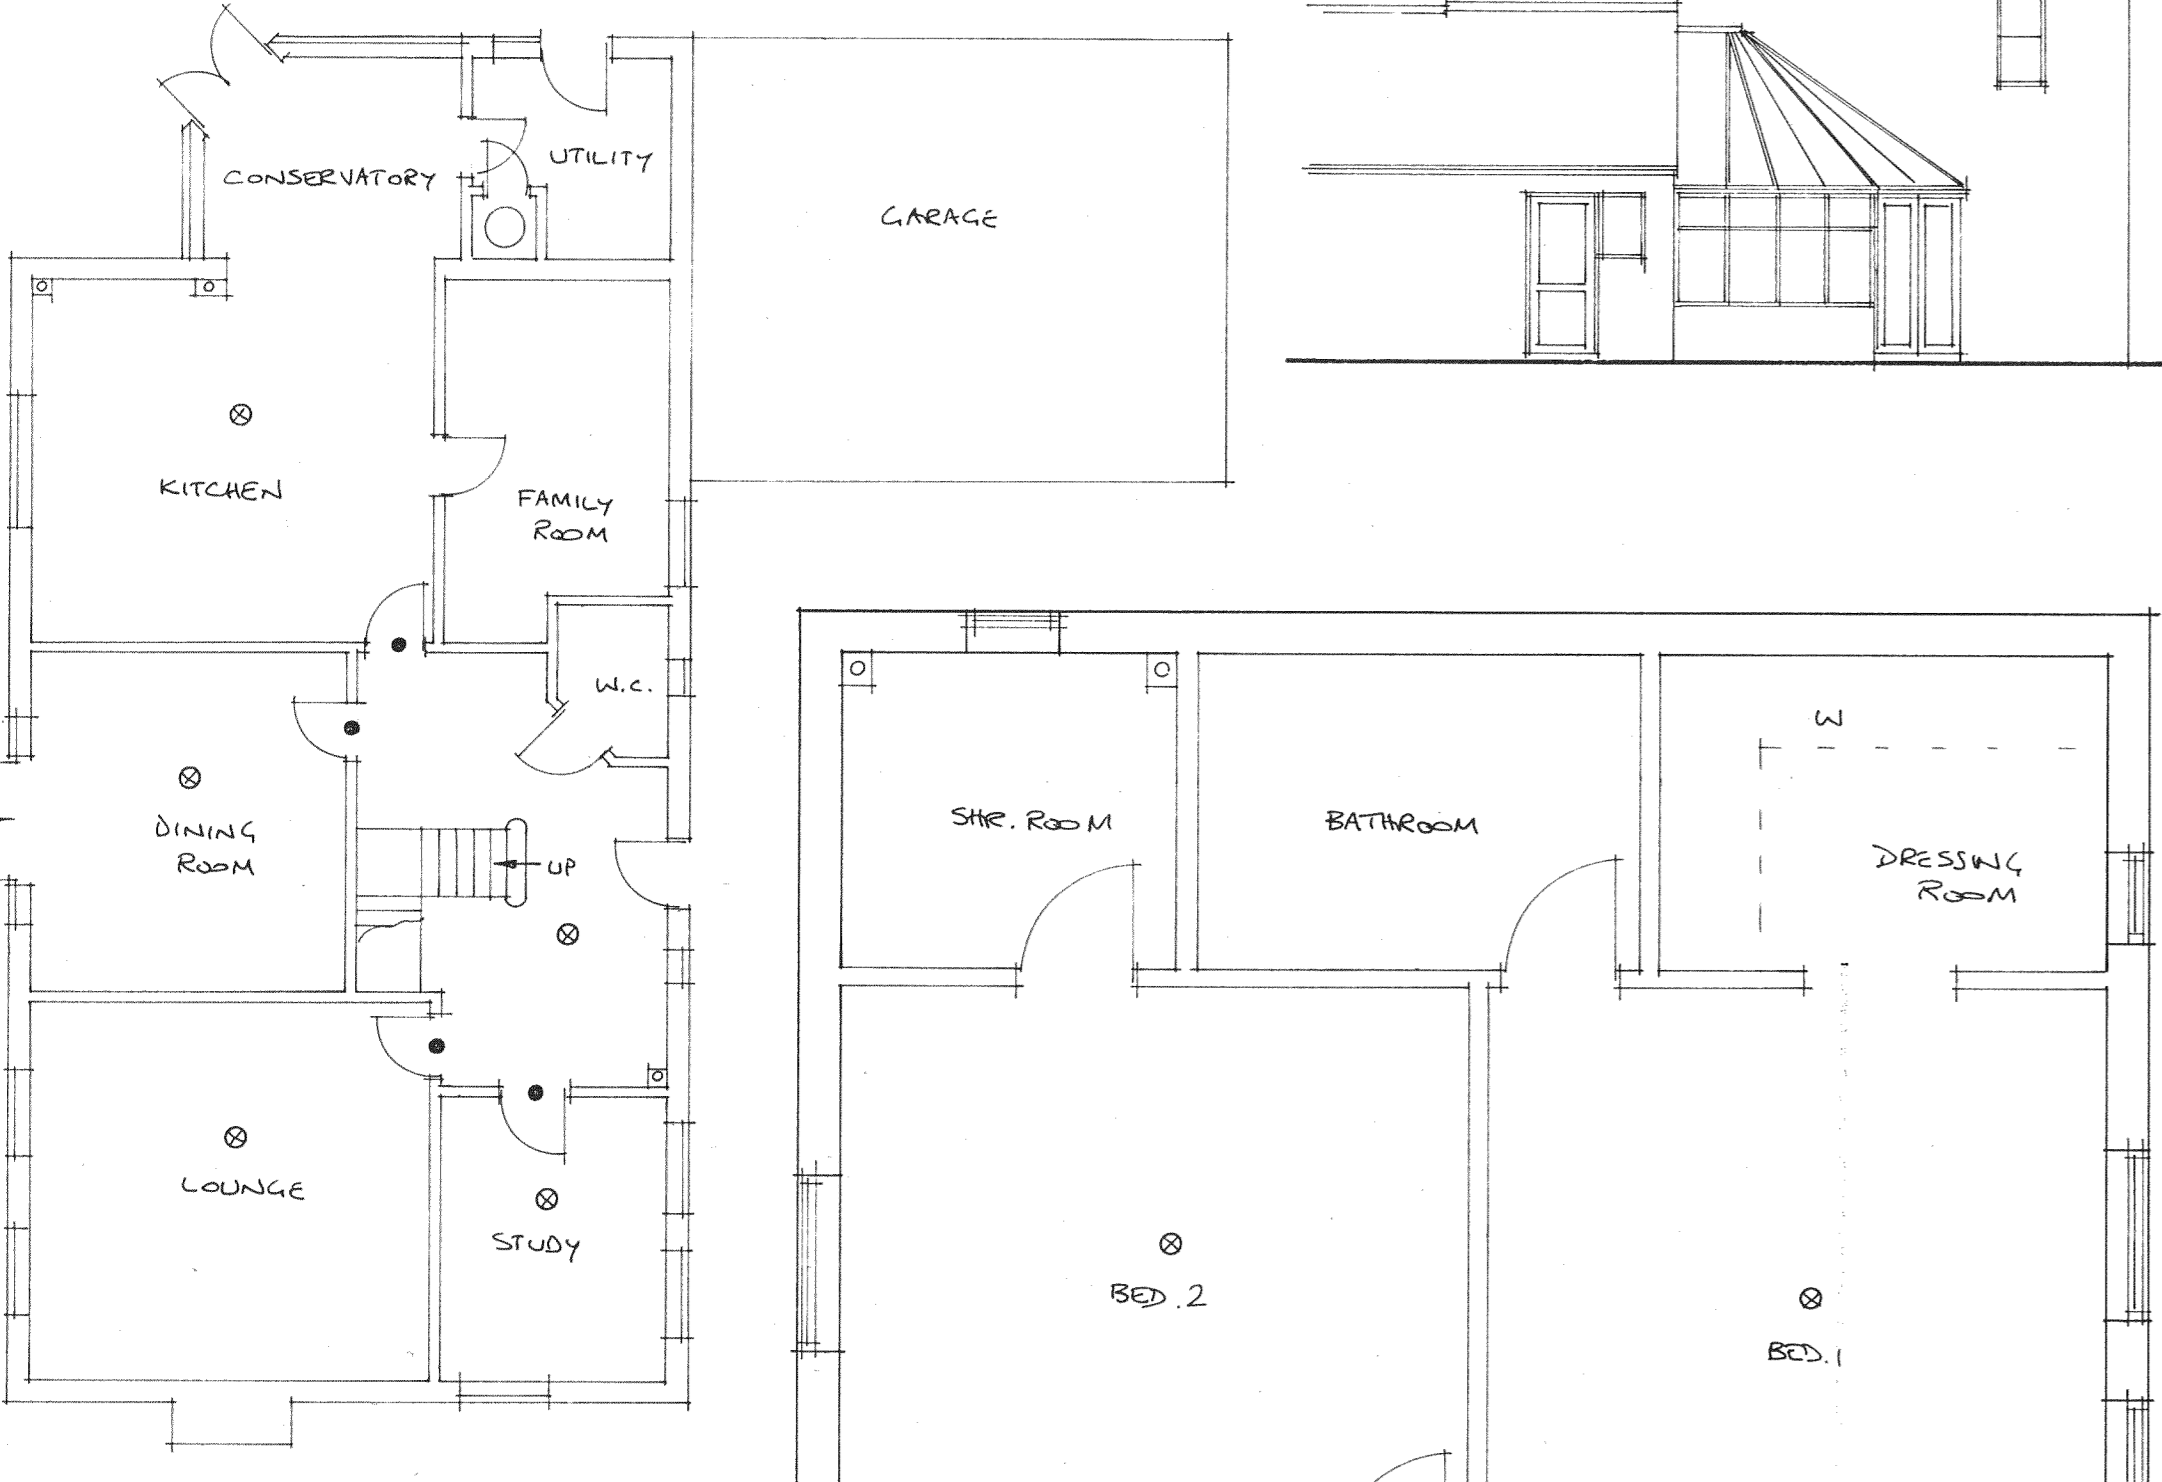 CONSERVATORY
UTILITY
GARAGE
KITCHEN
FAMILY
ROOM
W.C.
DINING
ROOM
UP
LOUNGE
STUDY
W
SHR. ROOM
BATHROOM
DRESSING
ROOM
BED.2
BED.1